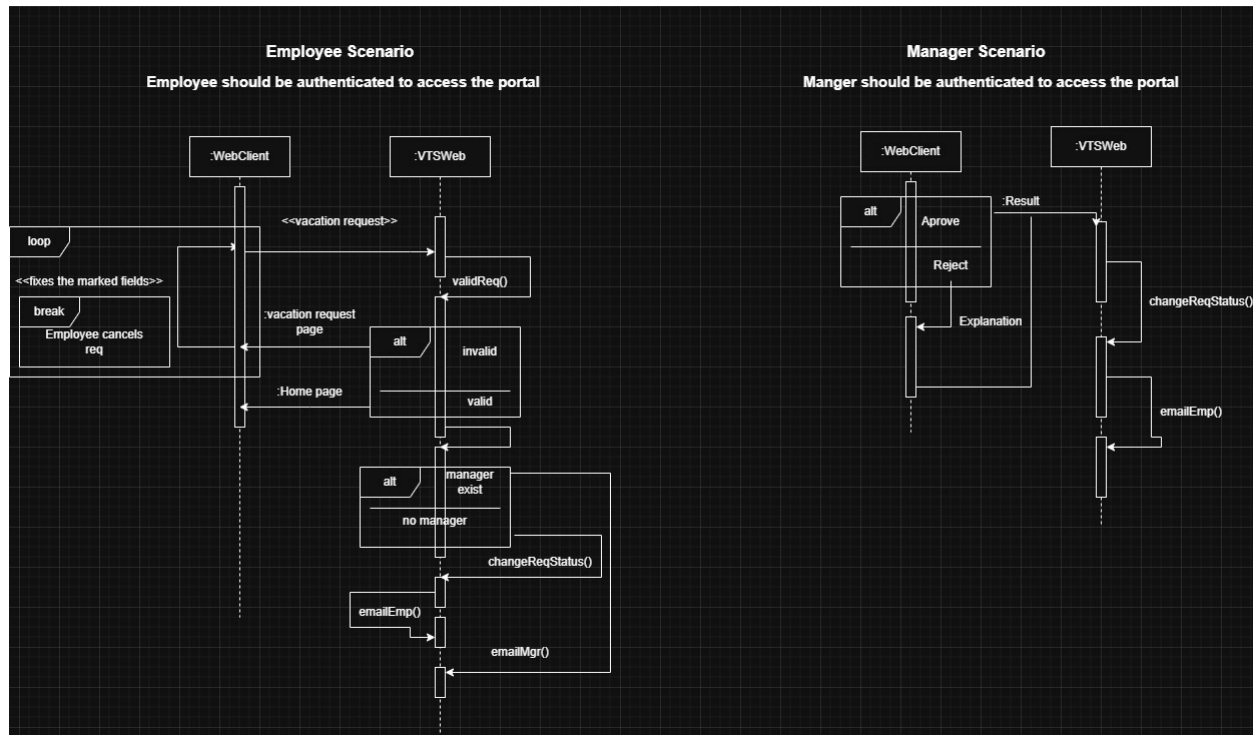 Employee Scenario
Employee should be authenticated to access the portal
:WebClient
:VTSWeb
<<vacation request>>
loop
<<fixes the marked fields>>
validReq()
break
Employee cancels
req
:vacation request
page
alt
invalid
:Home page
valid
alt
manager
exist
no manager
changeReqStatus()
emailEmp()
emailMgr()
Manager Scenario
Manger should be authenticated to access the portal
:WebClient
:VTSWeb
alt
Aprove
:Result
Reject
changeReqStatus()
Explanation
emailEmp()